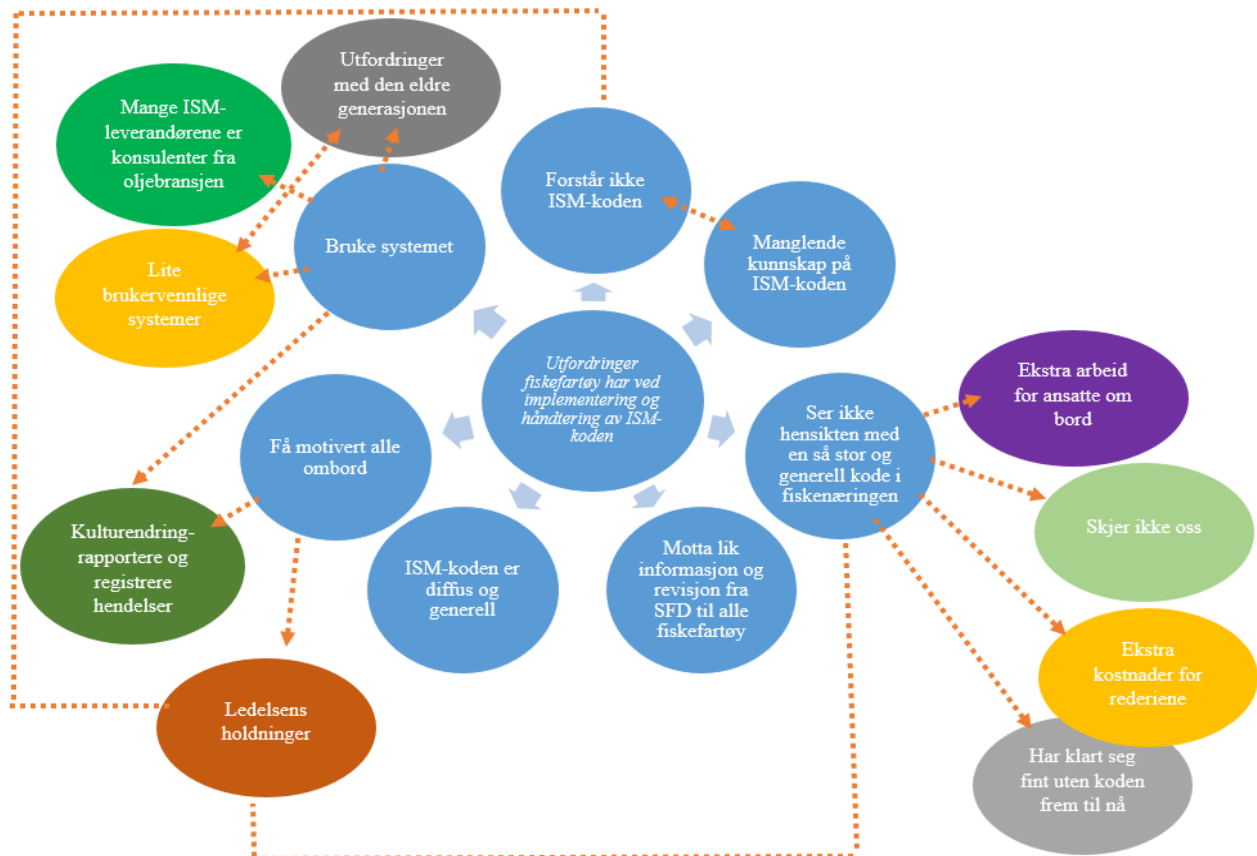 Utfordringer
med den eldre
generasjonen
Mange ISM-
leverandørene er
konsulenter fra
oljebransjen
Forstår ikke
ISM-koden
Bruke systemet
Manglende
kunnskap på
ISM-koden
Lite
brukervennlige
systemer
Utfordringer
fiskefartøy har ved
implementering og
håndtering av ISM-
koden
Ekstra arbeid
for ansatte om
bord
Ser ikke
hensikten med
en så stor og
generell kode i
fiskenæringen
Få motivert alle
ombord
Skjer ikke oss
Kulturendring-
rapportere og
registrere
hendelser
ISM-koden er
diffus og
generell
Motta lik
informasjon og
revisjon fra
SFD til alle
fiskefartøy
Ekstra
kostnader for
rederiene
Ledelsens
holdninger
Har klart seg
fint uten koden
frem til nå